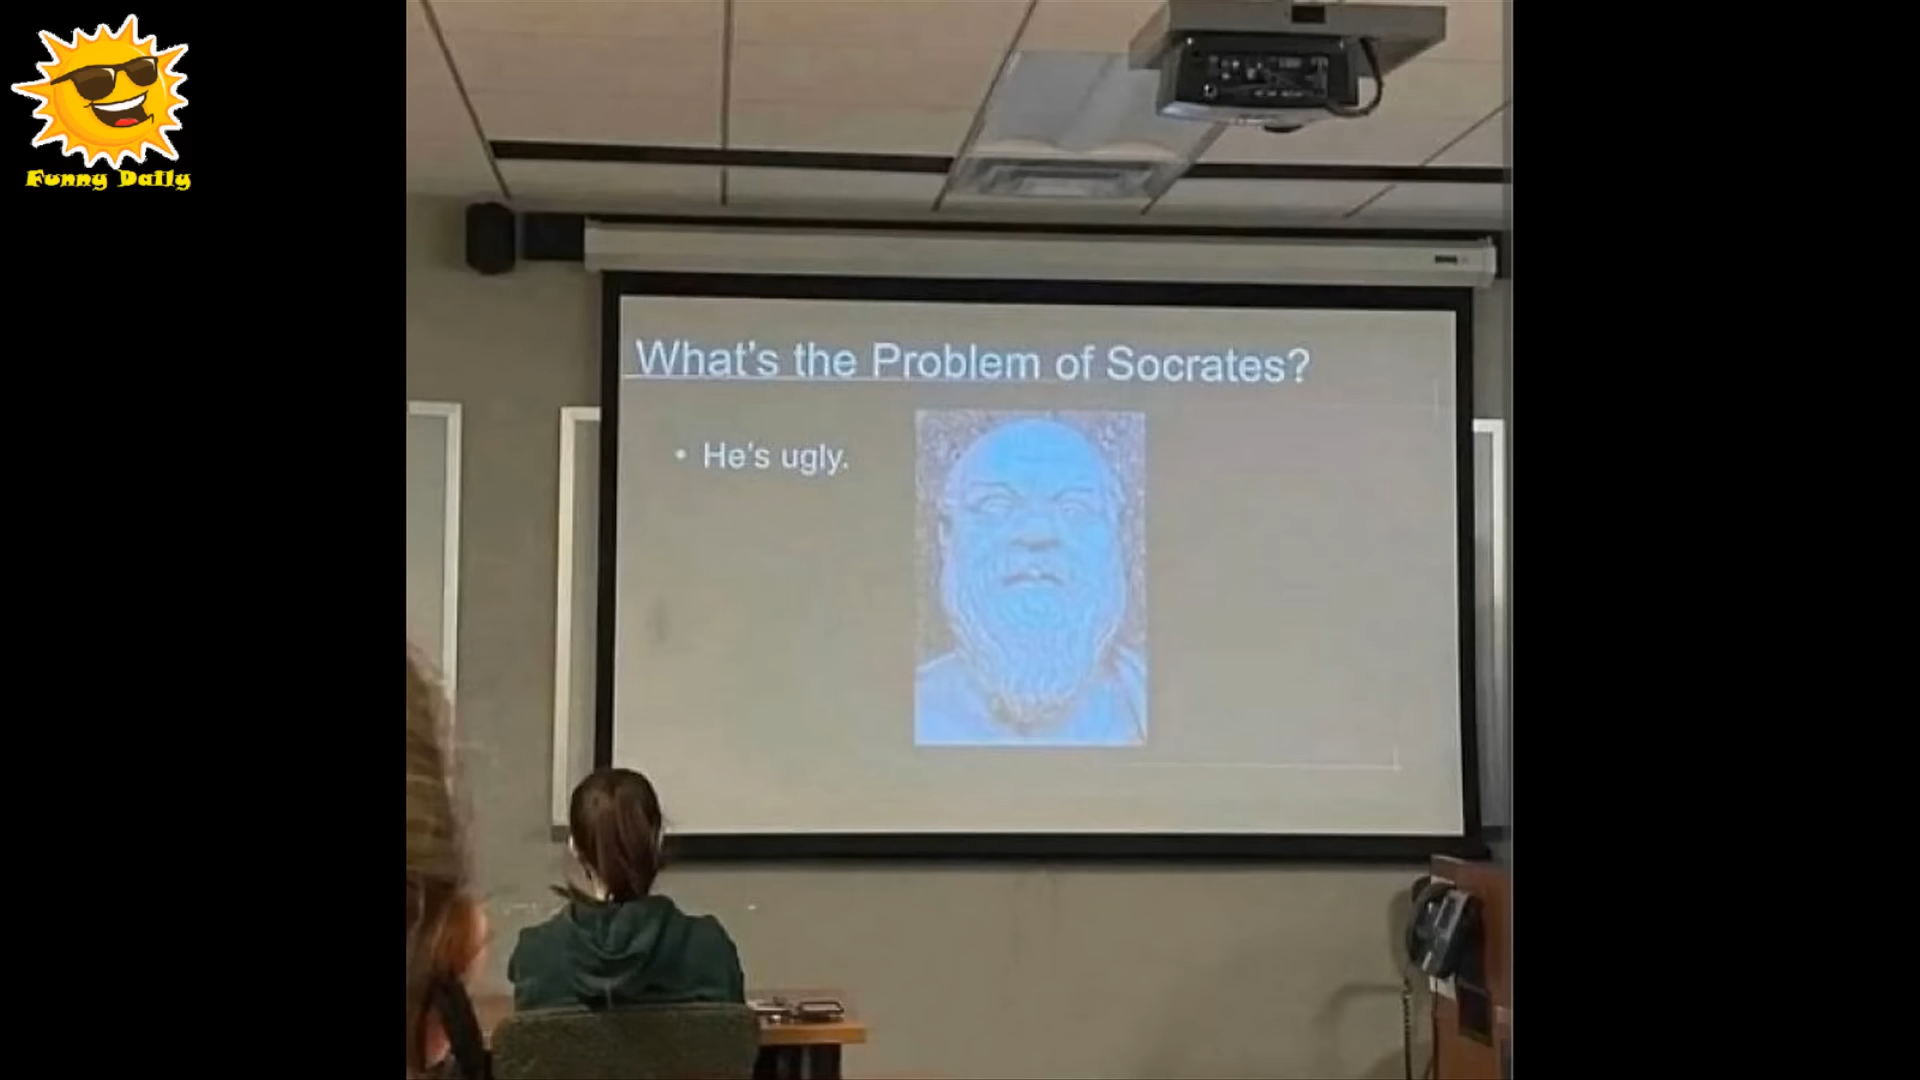 Funny Daily
What's the Problem of Socrates?
• He's ugly.